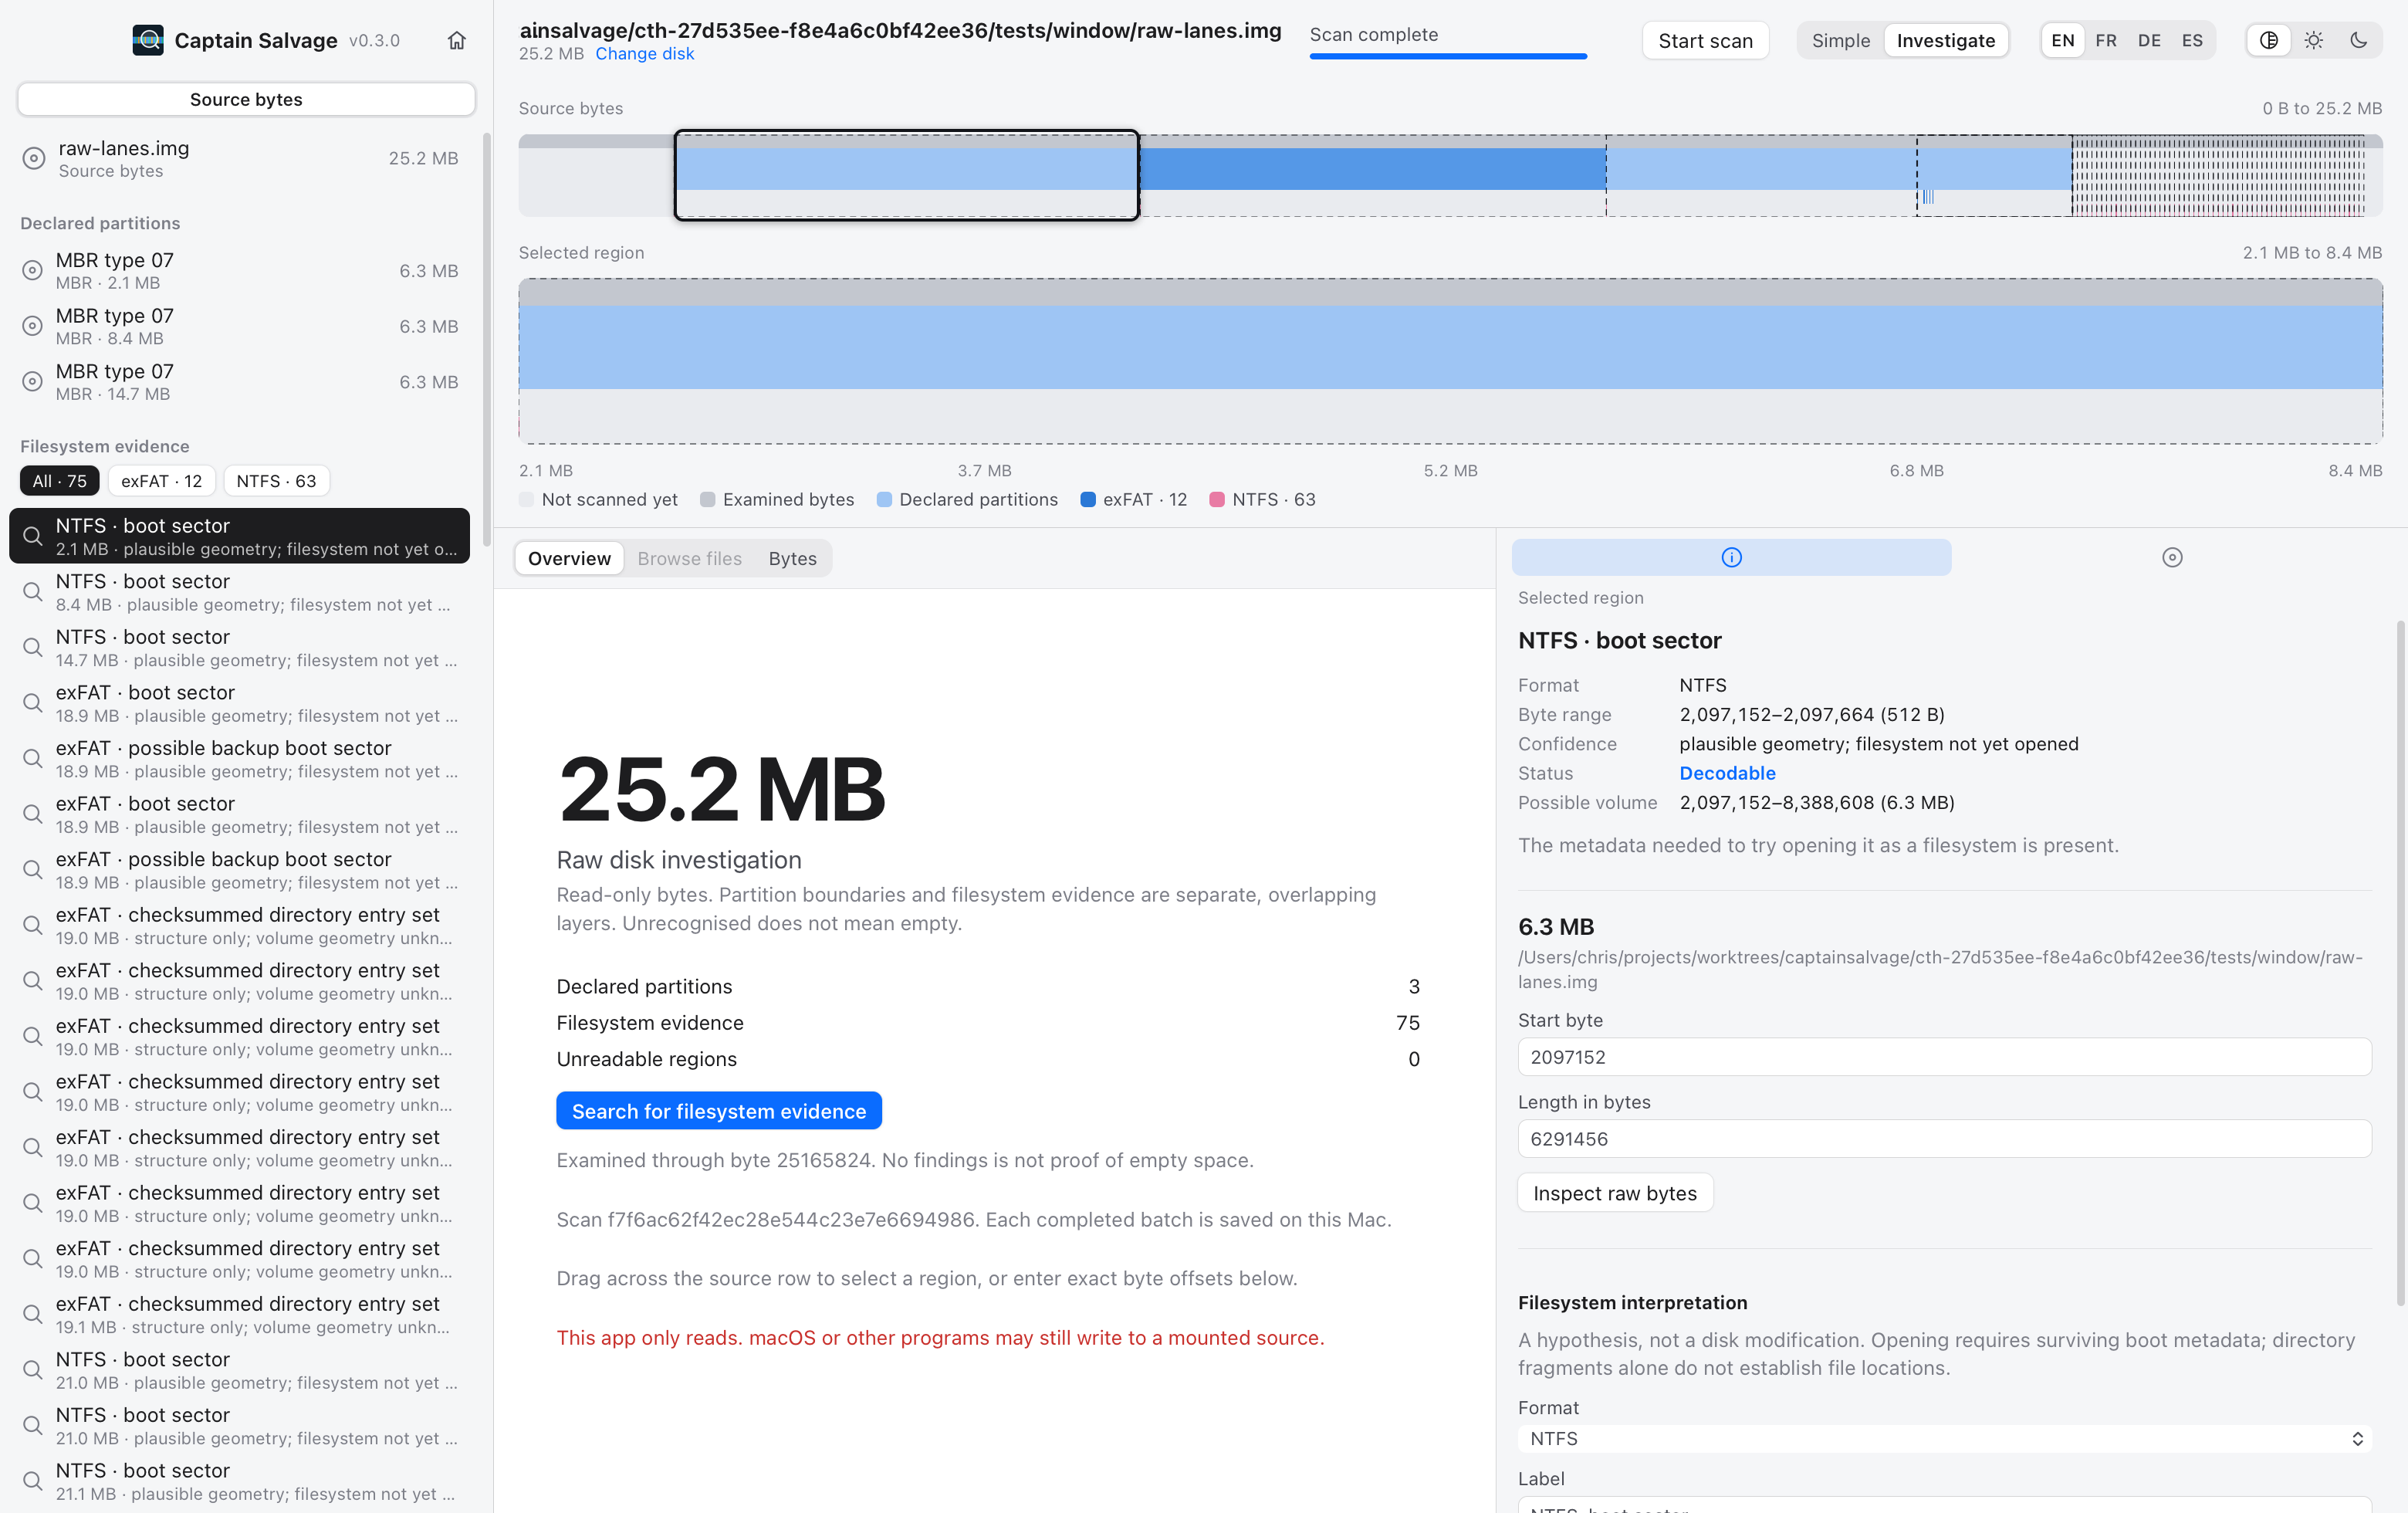 Captain Salvage v0.3.0
Source bytes
raw-lanes.img
Source bytes
25.2 MB
Declared partitions
MBR type 07
MBR · 2.1 MB
6.3 MB
MBR type 07
MBR · 8.4 MB
6.3 MB
MBR type 07
MBR · 14.7 MB
6.3 MB
Filesystem evidence
All · 75
exFAT · 12
NTFS · 63
NTFS · boot sector
2.1 MB · plausible geometry; filesystem not yet o...
NTFS · boot sector
8.4 MB · plausible geometry; filesystem not yet ...
NTFS · boot sector
14.7 MB · plausible geometry; filesystem not yet ...
exFAT · boot sector
18.9 MB · plausible geometry; filesystem not yet ...
exFAT · possible backup boot sector
18.9 MB · plausible geometry; filesystem not yet ...
exFAT · boot sector
18.9 MB · plausible geometry; filesystem not yet ...
exFAT · possible backup boot sector
18.9 MB · plausible geometry; filesystem not yet ...
exFAT · checksummed directory entry set
19.0 MB · structure only; volume geometry unkn...
exFAT · checksummed directory entry set
19.0 MB · structure only; volume geometry unkn...
exFAT · checksummed directory entry set
19.0 MB · structure only; volume geometry unkn...
exFAT · checksummed directory entry set
19.0 MB · structure only; volume geometry unkn...
exFAT · checksummed directory entry set
19.0 MB · structure only; volume geometry unkn...
exFAT · checksummed directory entry set
19.0 MB · structure only; volume geometry unkn...
exFAT · checksummed directory entry set
19.0 MB · structure only; volume geometry unkn...
exFAT · checksummed directory entry set
19.1 MB · structure only; volume geometry unkn...
NTFS · boot sector
21.0 MB · plausible geometry; filesystem not yet ...
NTFS · boot sector
21.0 MB · plausible geometry; filesystem not yet ...
NTFS · boot sector
21.1 MB · plausible geometry; filesystem not yet ...
ainsalvage/cth-27d535ee-f8e4a6c0bf42ee36/tests/window/raw-lanes.img
25.2 MB Change disk
Scan complete
Start scan
Simple
Investigate
EN
FR
DE
ES
Source bytes
0 B to 25.2 MB
Selected region
2.1 MB to 8.4 MB
2.1 MB
3.7 MB
5.2 MB
6.8 MB
8.4 MB
Not scanned yet
Examined bytes
Declared partitions
exFAT · 12
NTFS · 63
Overview
Browse files
Bytes
25.2 MB
Raw disk investigation
Read-only bytes. Partition boundaries and filesystem evidence are separate, overlapping
layers. Unrecognised does not mean empty.
Declared partitions 3
Filesystem evidence 75
Unreadable regions 0
Search for filesystem evidence
Examined through byte 25165824. No findings is not proof of empty space.
Scan f7f6ac62f42ec28e544c23e7e6694986. Each completed batch is saved on this Mac.
Drag across the source row to select a region, or enter exact byte offsets below.
This app only reads. macOS or other programs may still write to a mounted source.
Selected region
NTFS · boot sector
Format NTFS
Byte range 2,097,152–2,097,664 (512 B)
Confidence plausible geometry; filesystem not yet opened
Status Decodable
Possible volume 2,097,152–8,388,608 (6.3 MB)
The metadata needed to try opening it as a filesystem is present.
6.3 MB
/Users/chris/projects/worktrees/captainsalvage/cth-27d535ee-f8e4a6c0bf42ee36/tests/window/raw-
lanes.img
Start byte
2097152
Length in bytes
6291456
Inspect raw bytes
Filesystem interpretation
A hypothesis, not a disk modification. Opening requires surviving boot metadata; directory
fragments alone do not establish file locations.
Format
NTFS
Label